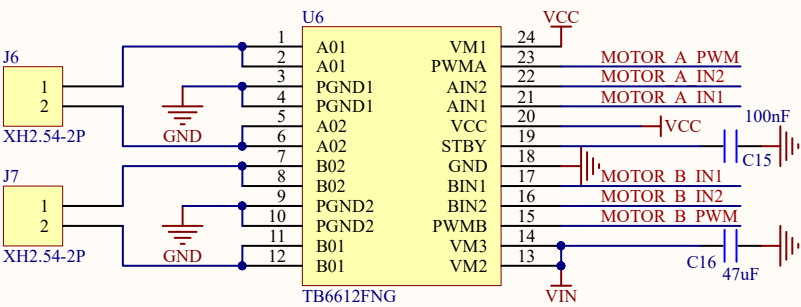 U6
VCC
J6
1
2
XH2.54-2P
GND
J7
1
2
XH2.54-2P
GND
1 A01
2 A01
3 PGND1
4 PGND1
5 A02
6 A02
7 B02
8 B02
9 PGND2
10 PGND2
11 B01
12 B01
VM1 24
PWMA 23 MOTOR_A_PWM
AIN2 22 MOTOR_A_IN2
AIN1 21 MOTOR_A_IN1
VCC 20 VCC
STBY 19
100nF
C15
GND 18
BIN1 17 MOTOR_B_IN1
BIN2 16 MOTOR_B_IN2
PWMB 15 MOTOR_B_PWM
VM3 14
VM2 13
C16
47uF
VIN
TB6612FNG